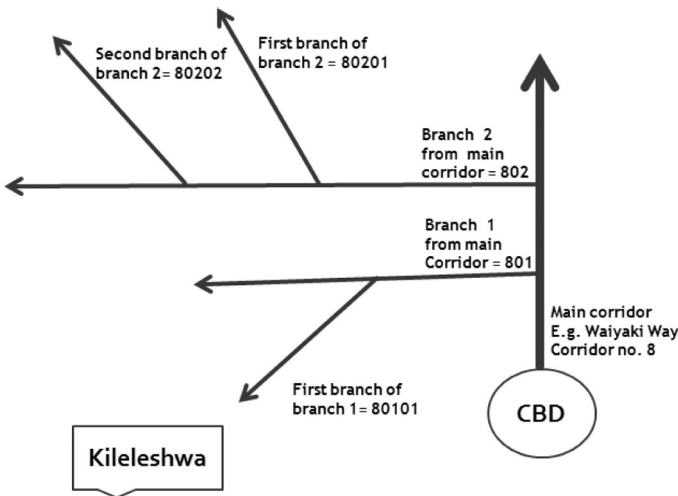 Second branch of
branch 2= 80202
First branch of
branch 2 = 80201
Branch 2
from main
corridor = 802
Branch 1
from main
Corridor = 801
Main corridor
E.g. Waiyaki Way
Corridor no. 8
First branch of
branch 1= 80101
CBD
Kileleshwa